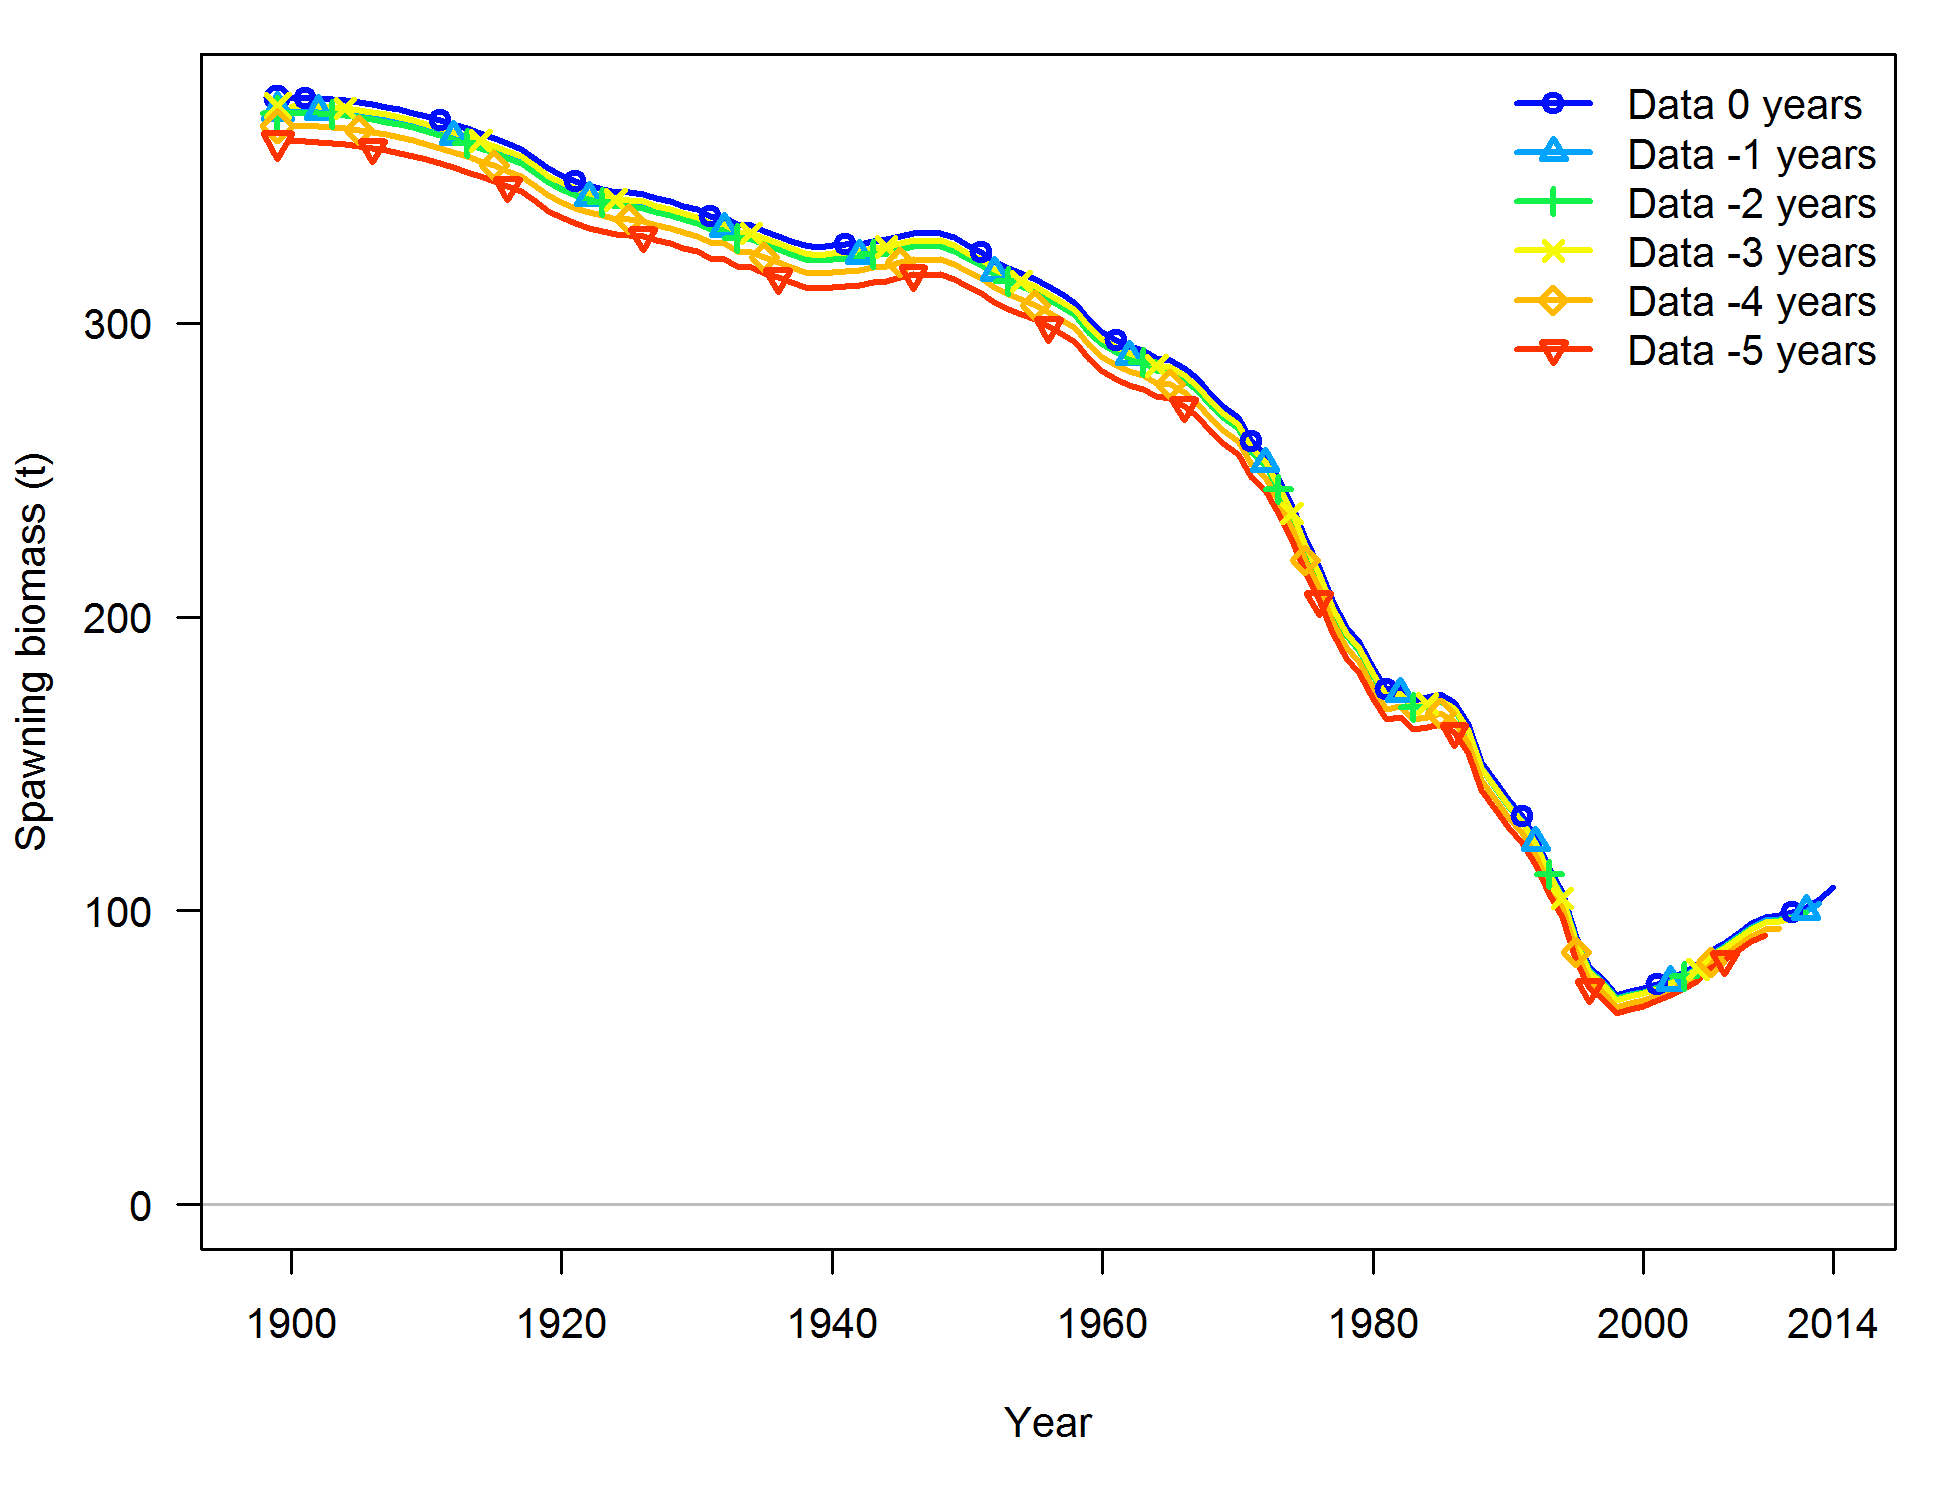 Data 0 years
Data -1 years
Data -2 years
Data -3 years
Data -4 years
Data -5 years
Spawning biomass (t)
300
200
100
0
1900 1920 1940 1960 1980 2000 2014
Year